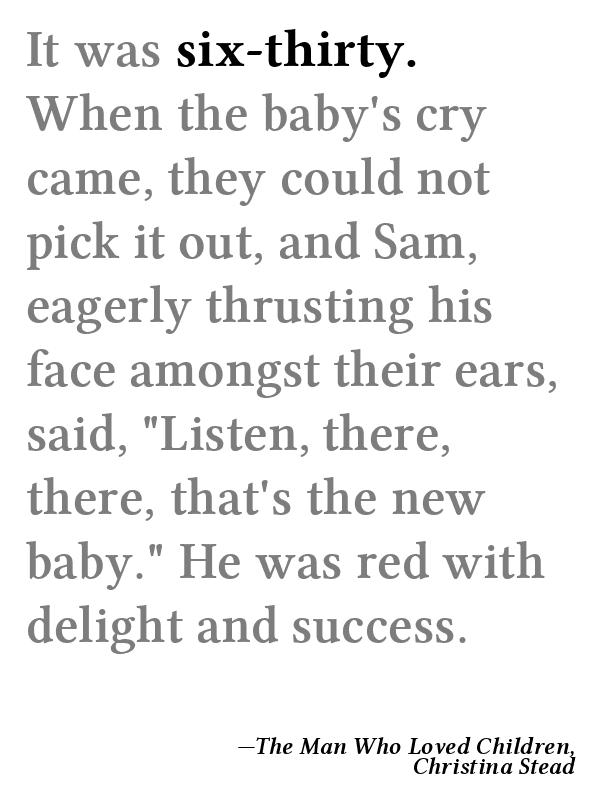 It was six-thirty.
When the baby's cry
came, they could not
pick it out, and Sam,
eagerly thrusting his
face amongst their ears,
said, "Listen, there,
there, that's the new
baby." He was red with
delight and success.
—The Man Who Loved Children,
Christina Stead